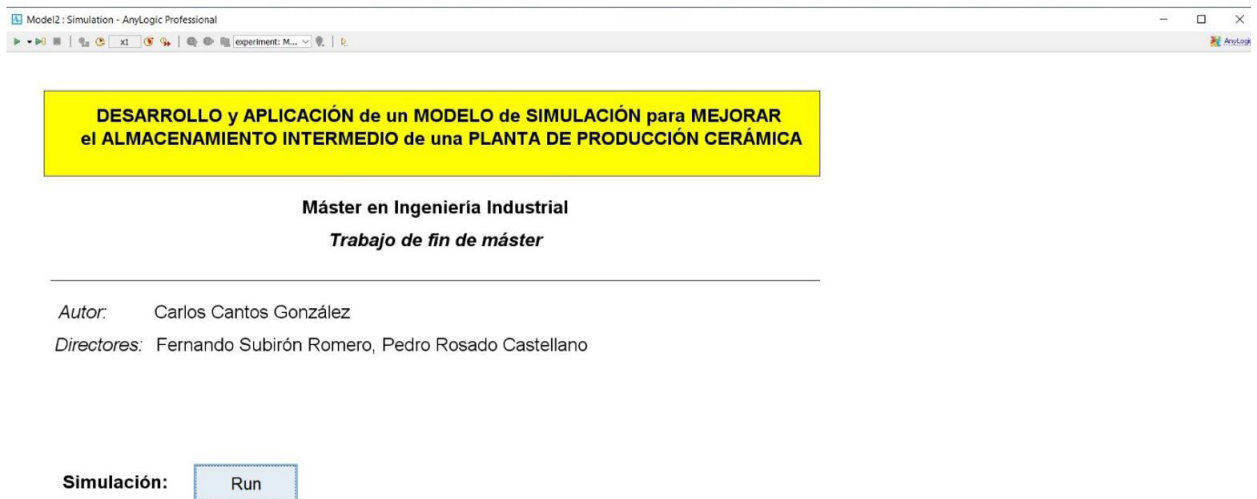 Model2 : Simulation - AnyLogic Professional
x1 experiment: M... AnyLogi
DESARROLLO y APLICACIÓN de un MODELO de SIMULACIÓN para MEJORAR
el ALMACENAMIENTO INTERMEDIO de una PLANTA DE PRODUCCIÓN CERÁMICA
Máster en Ingeniería Industrial
Trabajo de fin de máster
Autor: Carlos Cantos González
Directores: Fernando Subirón Romero, Pedro Rosado Castellano
Simulación: Run